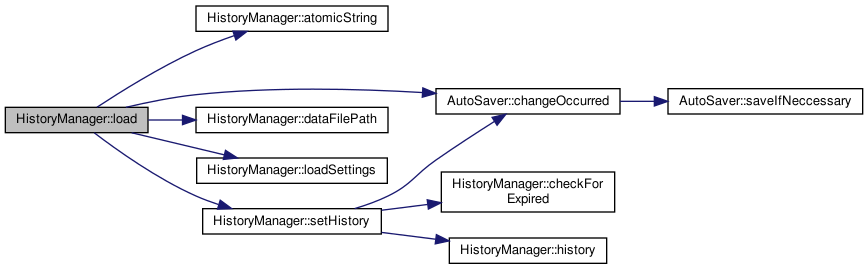 HistoryManager::atomicString
AutoSaver::changeOccurred
AutoSaver::saveIfNeccessary
HistoryManager::load
HistoryManager::dataFilePath
HistoryManager::loadSettings
HistoryManager::checkFor
Expired
HistoryManager::setHistory
HistoryManager::history